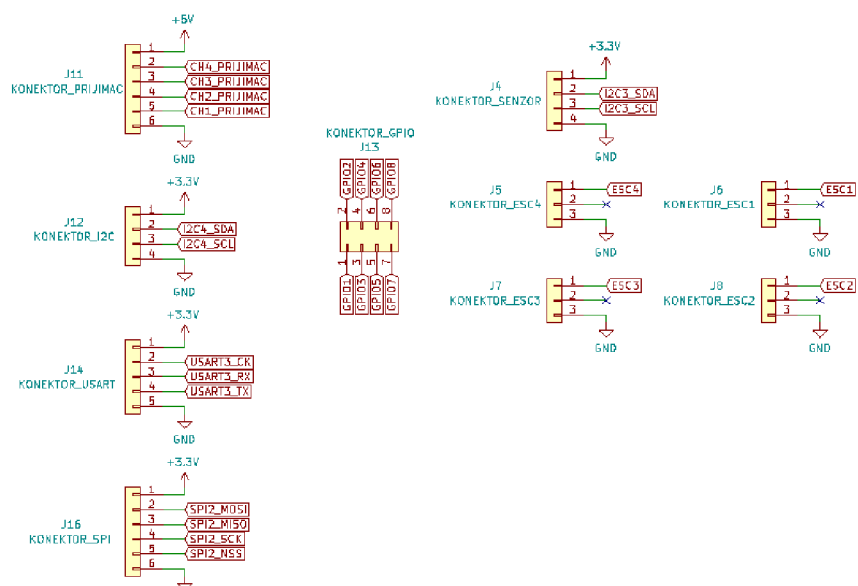 +5V
J11
KONEKTOR_PRIJIMAC
1
2
3
4
5
6
CH4_PRIJIMAC
CH3_PRIJIMAC
CH2_PRIJIMAC
CH1_PRIJIMAC
GND
+3.3V
J12
KONEKTOR_I2C
1
2
3
4
I2C4_SDA
I2C4_SCL
GND
+3.3V
J14
KONEKTOR_USART
1
2
3
4
5
USART3_CK
USART3_RX
USART3_TX
GND
+3.3V
J16
KONEKTOR_SPI
1
2
3
4
5
6
SPI2_MOSI
SPI2_MISO
SPI2_SCK
SPI2_NSS
KONEKTOR_GPIO
J13
GPIO2
GPIO4
GPIO6
GPIO8
2
4
6
8
1
3
5
7
GPIO1
GPIO3
GPIO5
GPIO7
+3.3V
J4
KONEKTOR_SENZOR
1
2
3
4
I2C3_SDA
I2C3_SCL
GND
J5
KONEKTOR_ESC4
1
2
3
ESC4
GND
J6
KONEKTOR_ESC1
1
2
3
ESC1
GND
J7
KONEKTOR_ESC3
1
2
3
ESC3
GND
J8
KONEKTOR_ESC2
1
2
3
ESC2
GND